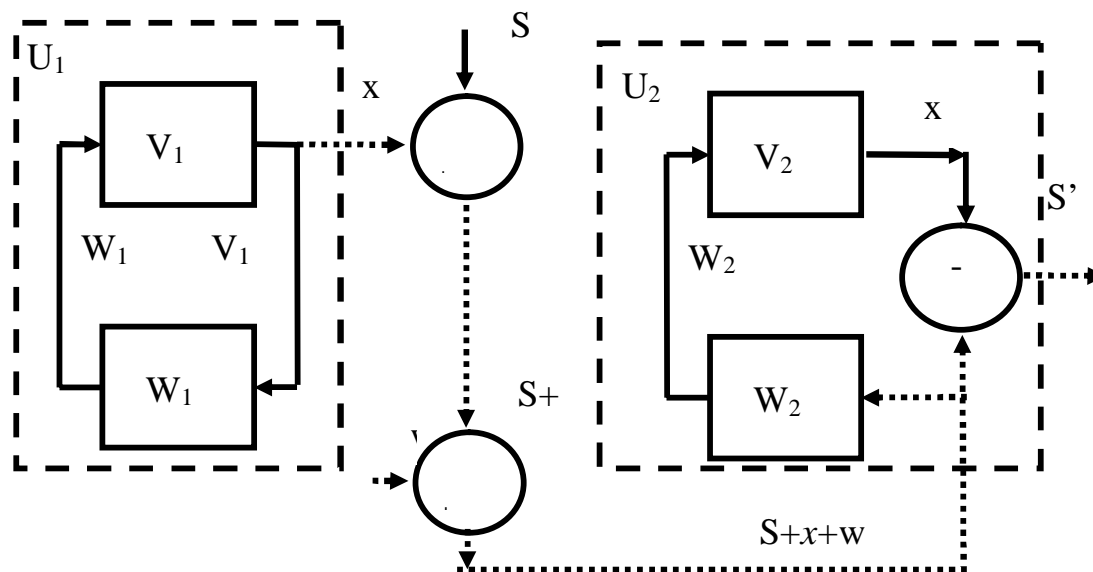 S
U₁
x
V₁
W₁
V₁
W₁
S+
U₂
x
V₂
S’
W₂
-
W₂
S+x+w